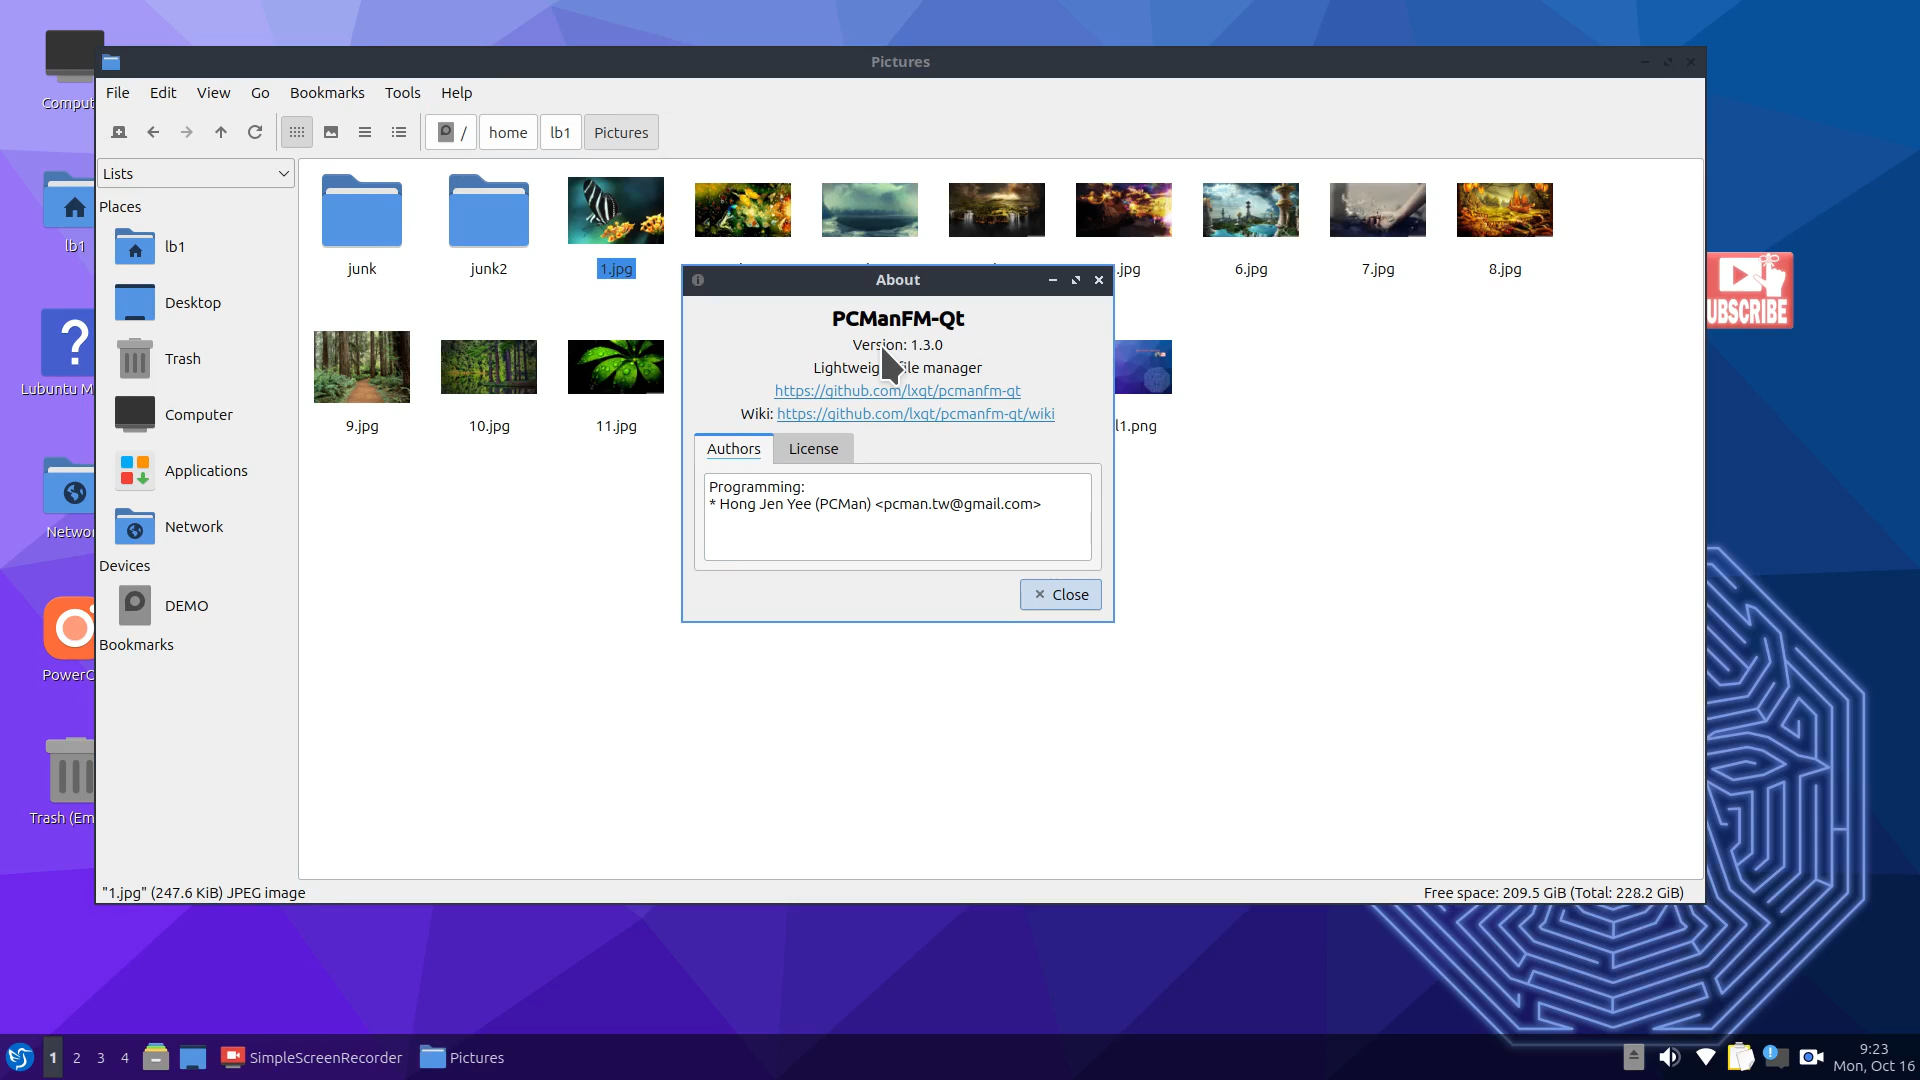 Pictures
File Edit View Go Bookmarks Tools Help
/ home lb1 Pictures
Lists
Places
lb1
Desktop
Trash
Computer
Applications
Network
Devices
DEMO
Bookmarks
junk junk2 1.jpg .jpg 6.jpg 7.jpg 8.jpg
9.jpg 10.jpg 11.jpg l1.png
About
PCManFM-Qt
Version: 1.3.0
Lightweig le manager
https://github.com/lxqt/pcmanfm-qt
Wiki: https://github.com/lxqt/pcmanfm-qt/wiki
Authors License
Programming:
* Hong Jen Yee (PCMan) <pcman.tw@gmail.com>
Close
"1.jpg" (247.6 KiB) JPEG image
Free space: 209.5 GiB (Total: 228.2 GiB)
Comput
lb1
Lubuntu M
Netwo
PowerC
Trash (Em
UBSCRIBE
1 2 3 4 SimpleScreenRecorder Pictures
9:23
Mon, Oct 16